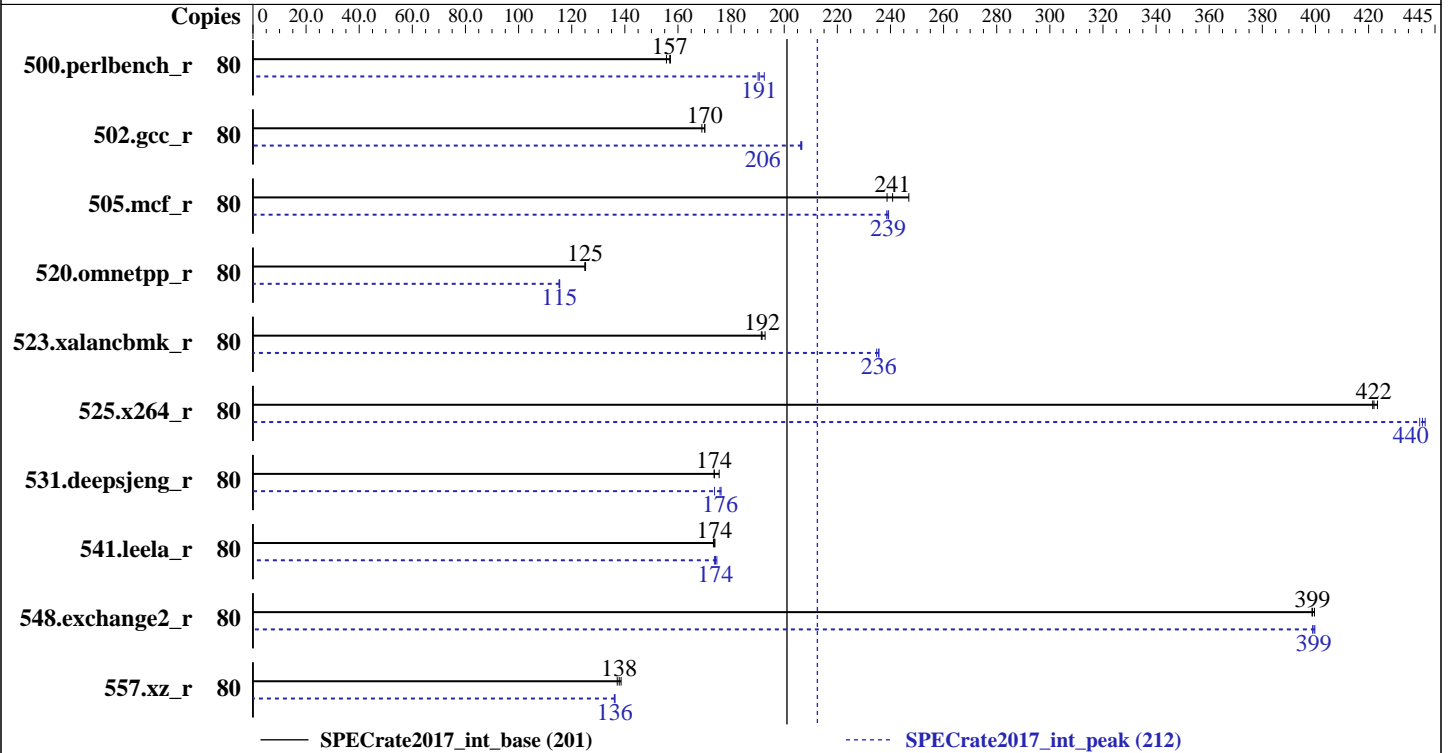 Copies 0 20.0 40.0 60.0 80.0 100 120 140 160 180 200 220 240 260 280 300 320 340 360 380 400 420 445
157
500.perlbench_r 80
191
170
502.gcc_r 80
206
241
505.mcf_r 80
239
125
520.omnetpp_r 80
115
192
523.xalancbmk_r 80
236
422
525.x264_r 80
440
174
531.deepsjeng_r 80
176
174
541.leela_r 80
174
399
548.exchange2_r 80
399
138
557.xz_r 80
136
SPECrate2017_int_base (201) SPECrate2017_int_peak (212)